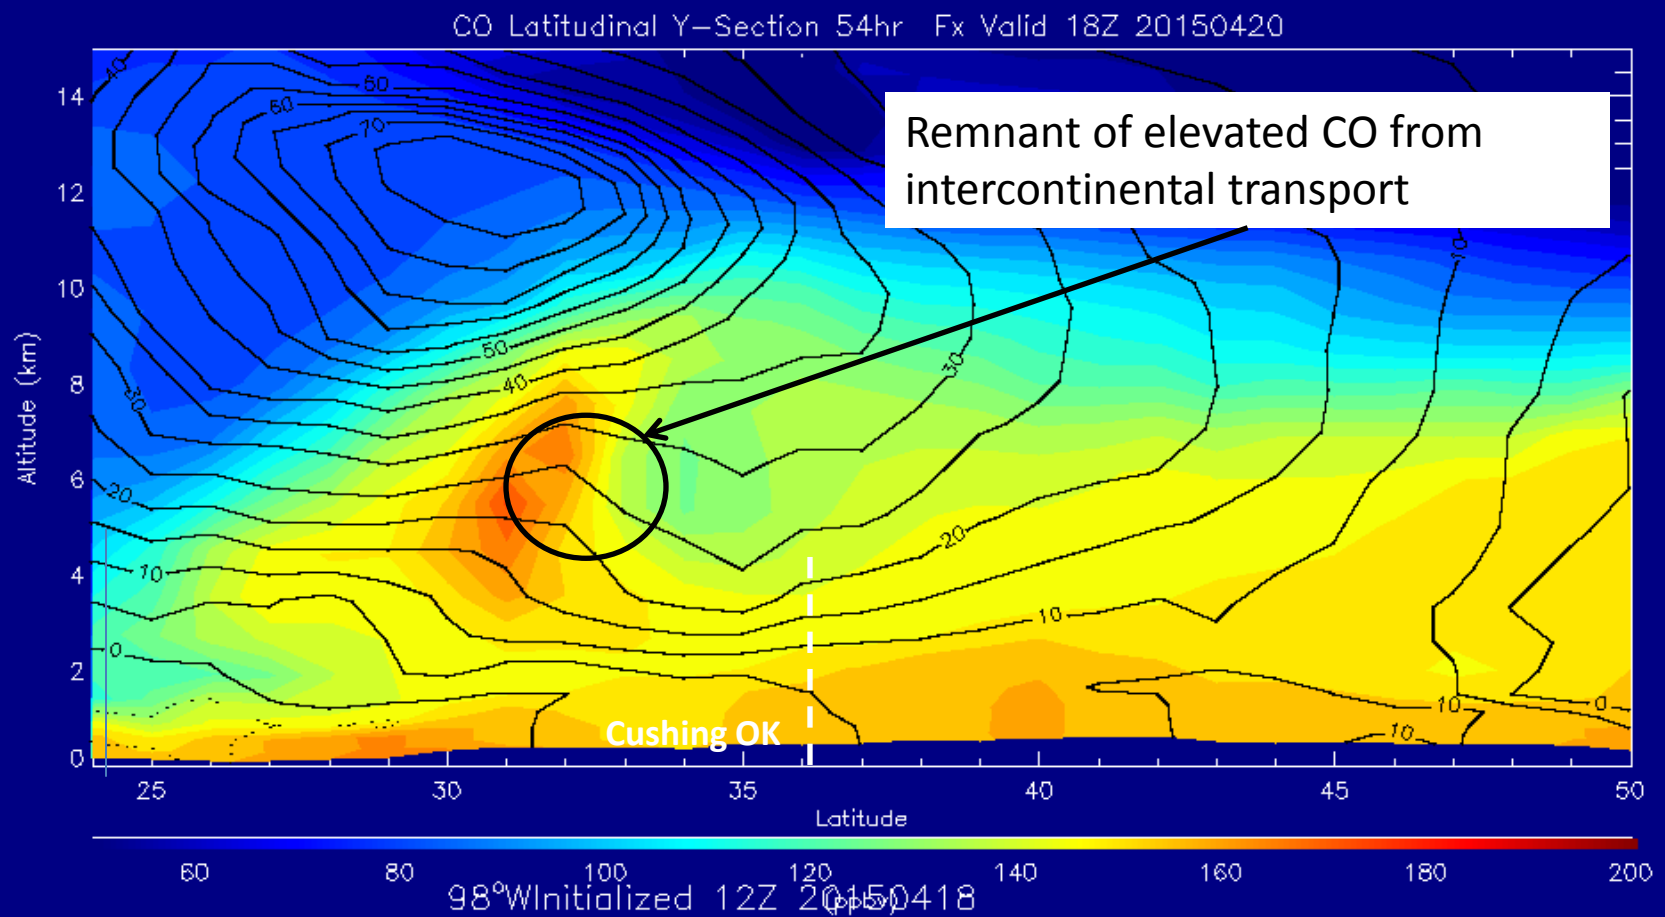 CO Latitudinal Y-Section 54hr Fx Valid 18Z 20150420
Remnant of elevated CO from
intercontinental transport
Altitude (km)
14
12
10
8
6
4
2
0
40
50
60
70
50
40
30
30
20
20
10
10
10
0
10
0
10
Cushing OK
25 30 35 40 45 50
Latitude
60 80 100 120 140 160 180 200
(ppbv)
98°WInitialized 12Z 20150418